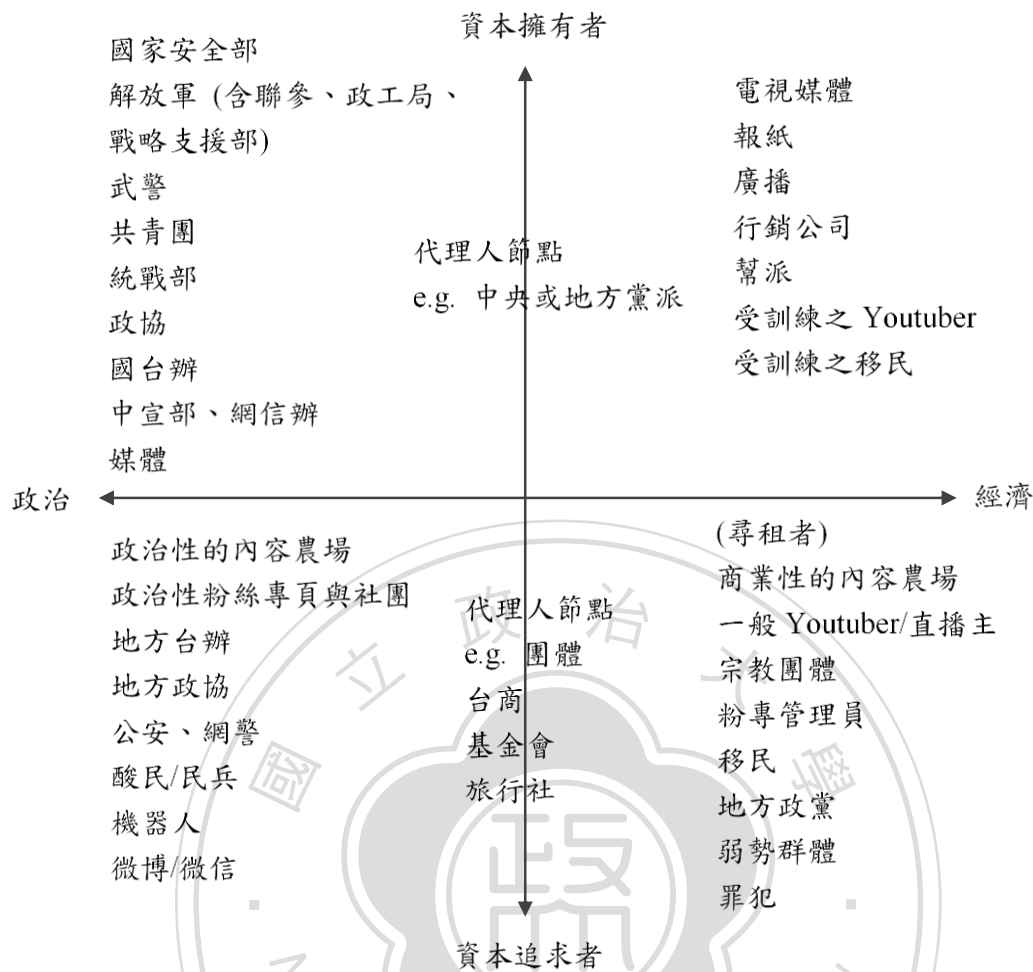 資本擁有者
國家安全部
解放軍 (含聯參、政工局、
戰略支援部)
武警
共青團
統戰部
政協
國台辦
中宣部、網信辦
媒體
代理人節點
e.g. 中央或地方黨派
電視媒體
報紙
廣播
行銷公司
幫派
受訓練之 Youtuber
受訓練之移民
政治
經濟
政治性的內容農場
政治性粉絲專頁與社團
地方台辦
地方政協
公安、網警
酸民/民兵
機器人
微博/微信
代理人節點
e.g. 團體
台商
基金會
旅行社
(尋租者)
商業性的內容農場
一般 Youtuber/直播主
宗教團體
粉專管理員
移民
地方政黨
弱勢群體
罪犯
資本追求者
國立政治大學